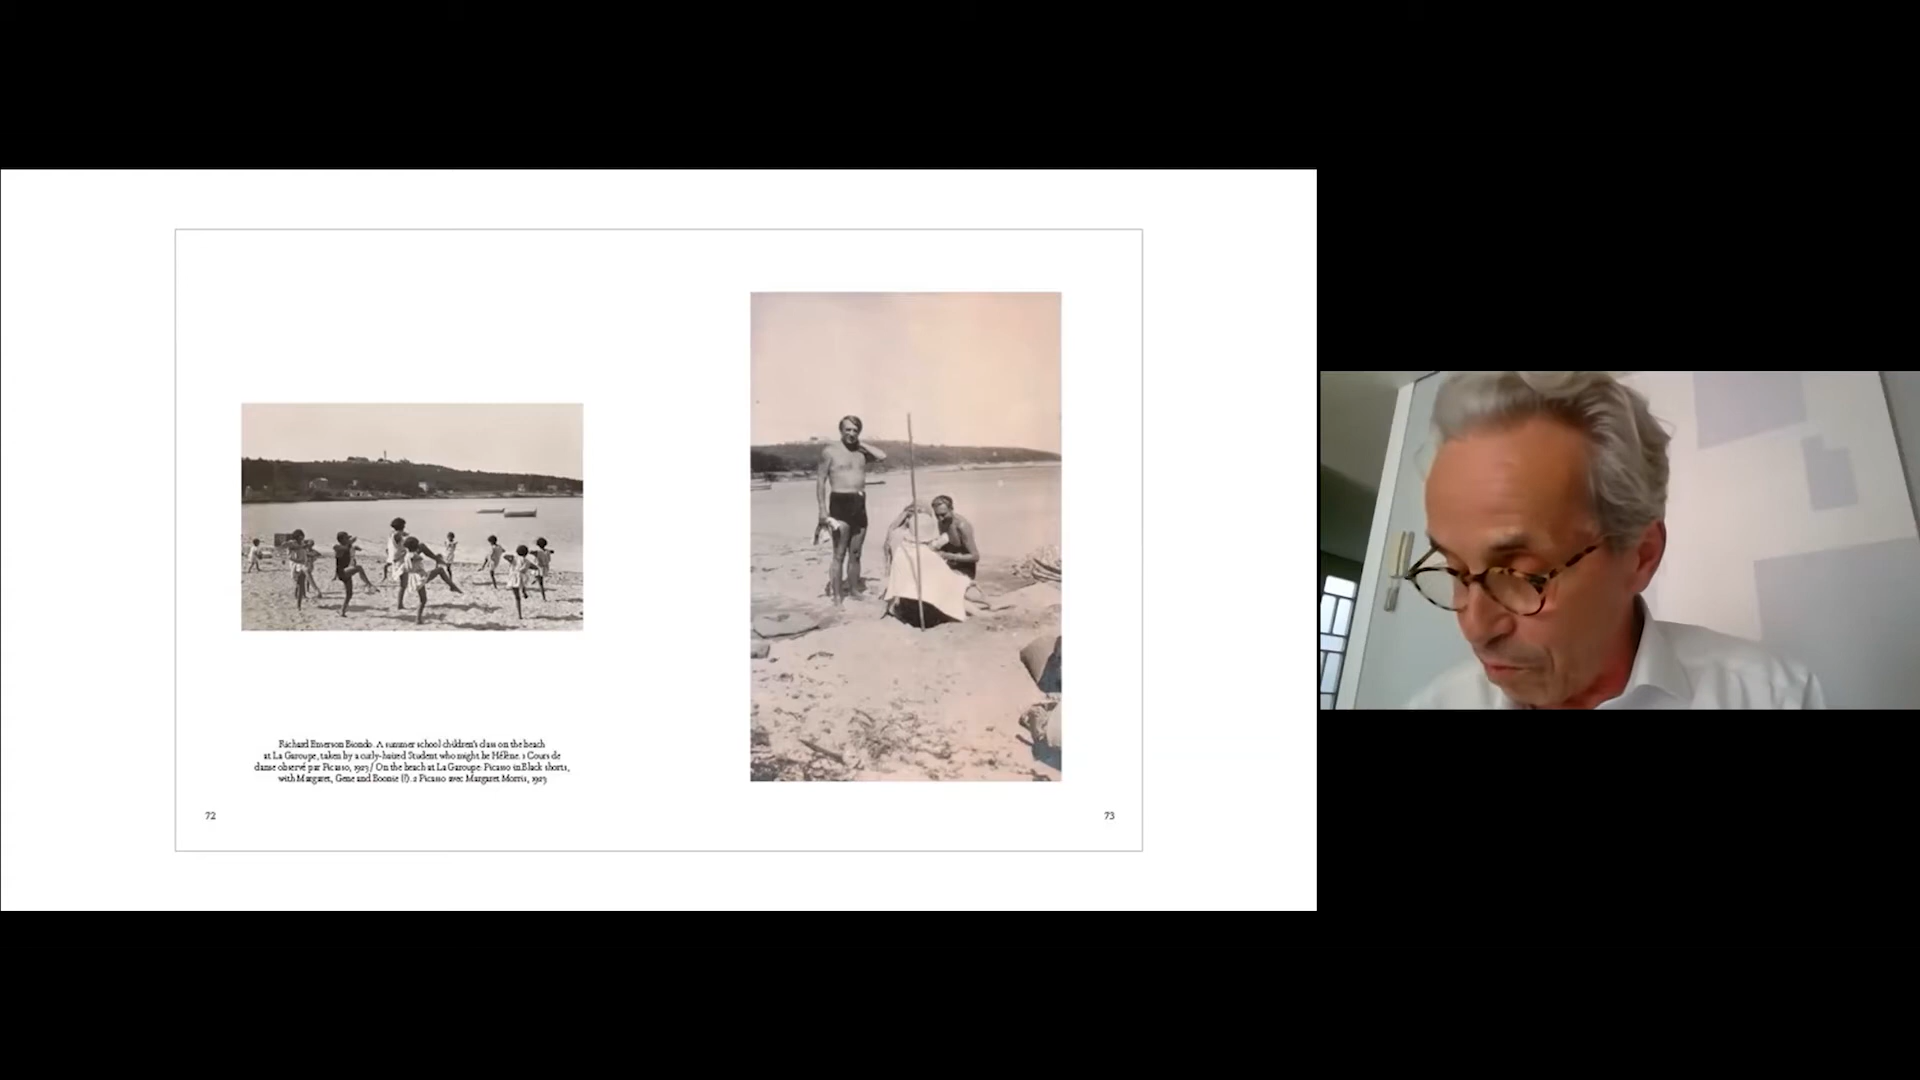 Richard Emerson Biondo. A summer school children's class on the beach
at La Garoupe, taken by a curly-haired Student who might be Hélène. 1 Cours de
danse observé par Picasso, 1923 / On the beach at La Garoupe: Picasso in Black shorts,
with Margaret, Gene and Boonie (?). 2 Picasso avec Margaret Morris, 1923
72
73